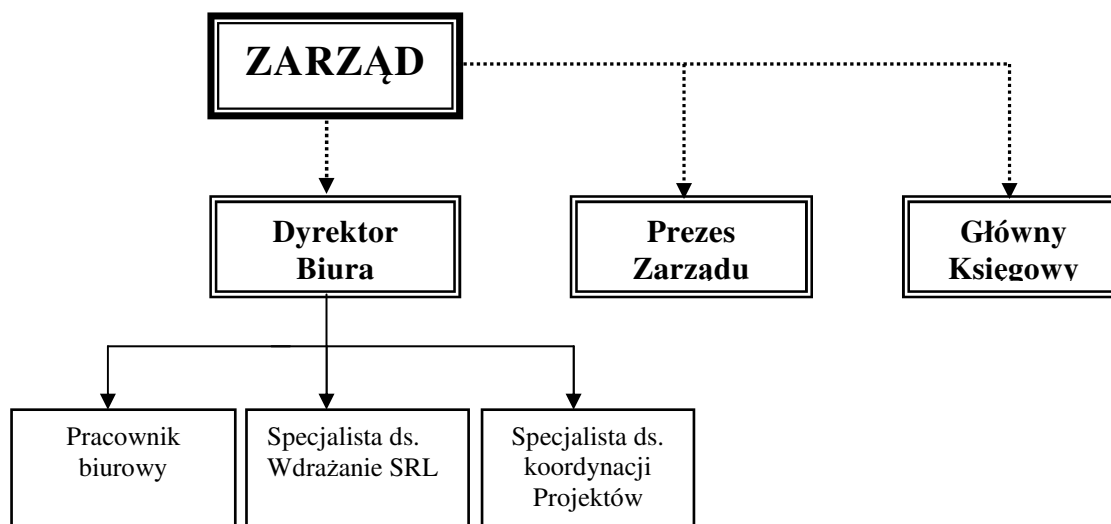 ZARZĄD
Dyrektor
Biura
Prezes
Zarządu
Główny
Księgowy
Pracownik
biurowy
Specjalista ds.
Wdrażanie SRL
Specjalista ds.
koordynacji
Projektów